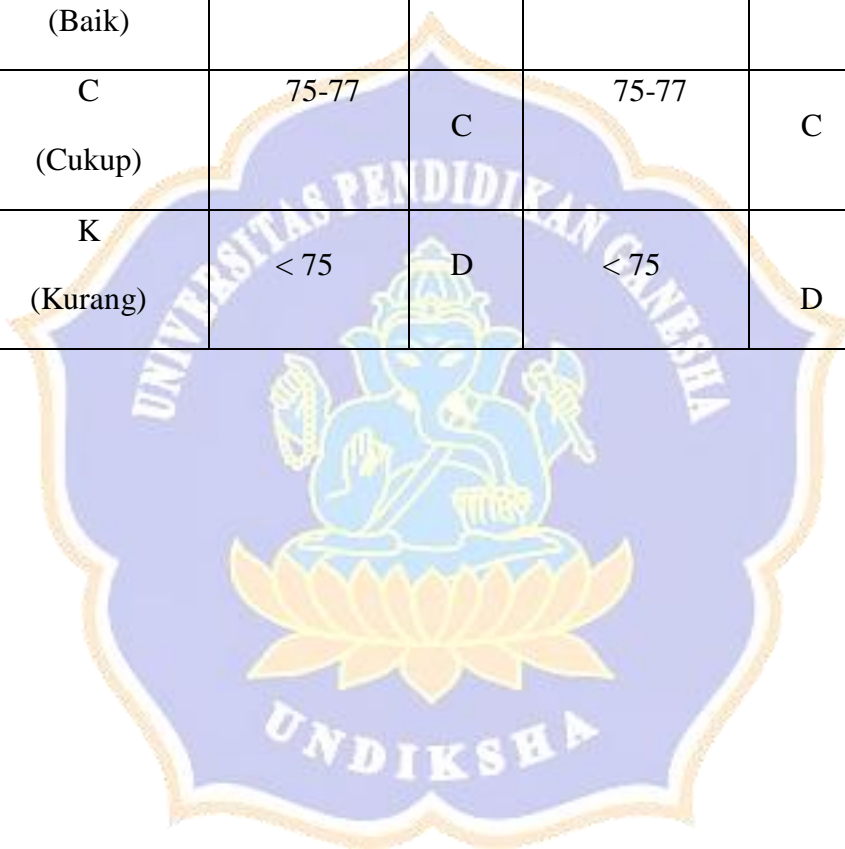 (Baik)
C 75-77 C 75-77 C
(Cukup)
K < 75 D < 75 D
(Kurang)
UNIVERSITAS PENDIDIKAN GANESHA
UNDIKSHA